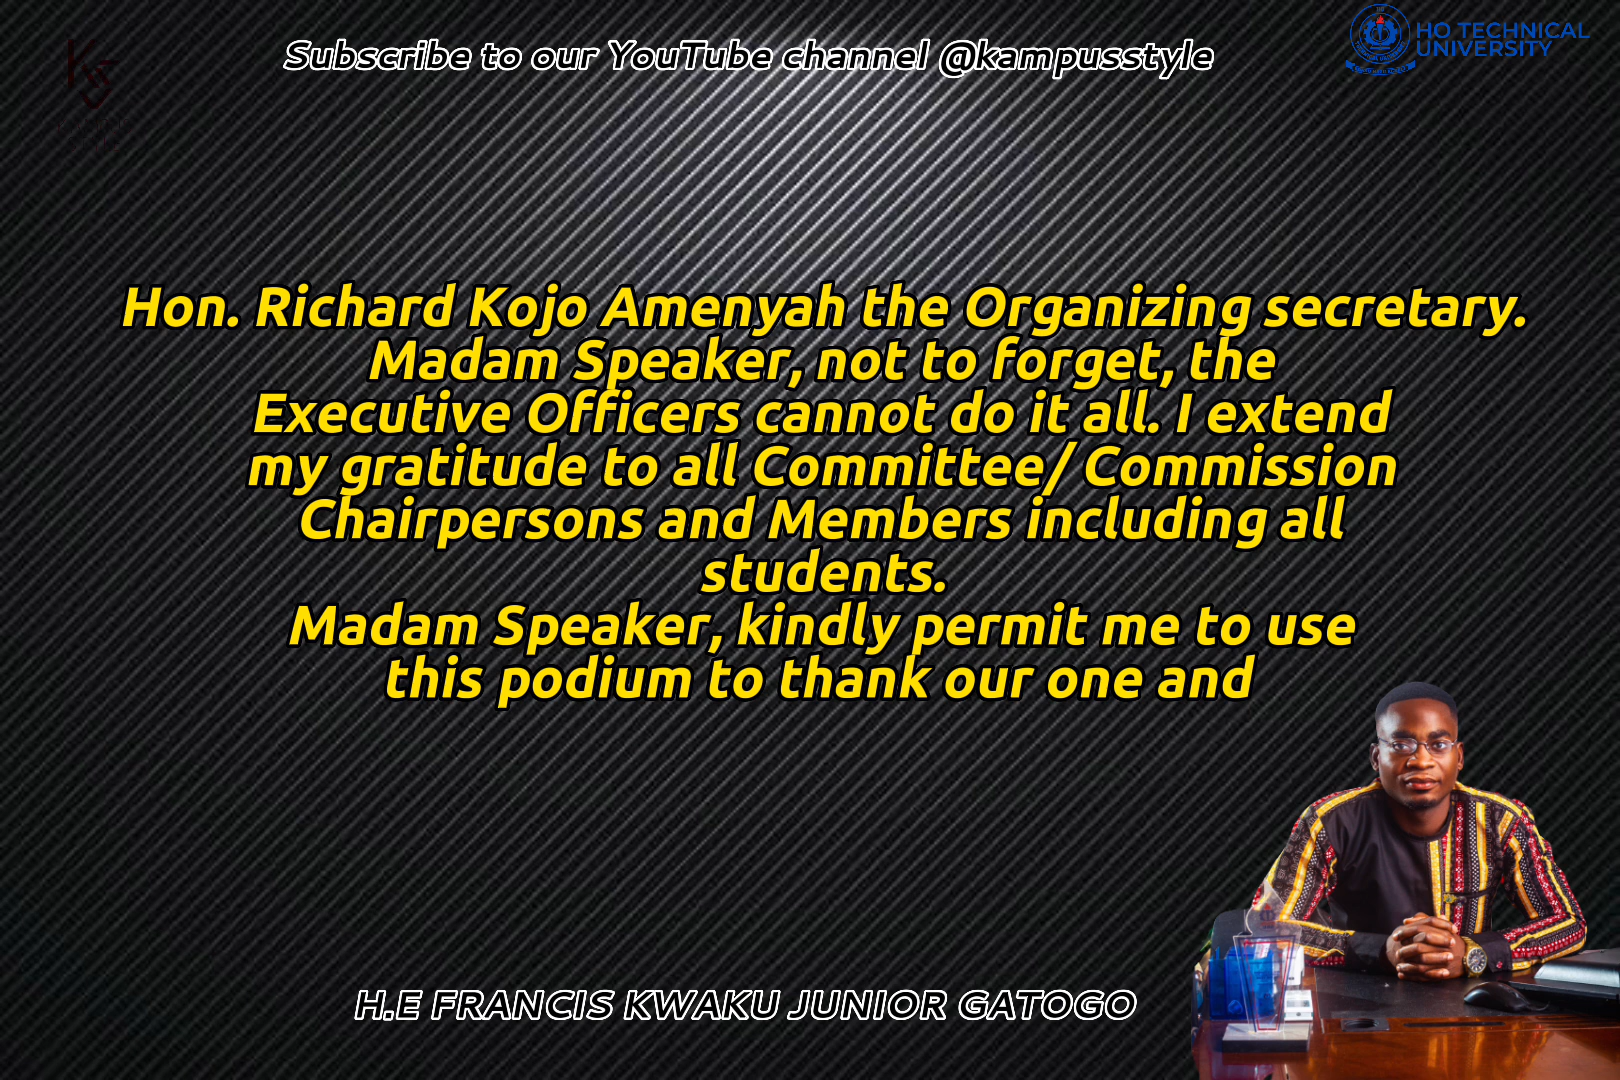 Subscribe to our YouTube channel @kampusstyle
HO TECHNICAL
UNIVERSITY
Hon. Richard Kojo Amenyah the Organizing secretary.
Madam Speaker, not to forget, the
Executive Officers cannot do it all. I extend
my gratitude to all Committee/ Commission
Chairpersons and Members including all
students.
Madam Speaker, kindly permit me to use
this podium to thank our one and
H.E FRANCIS KWAKU JUNIOR GATOGO